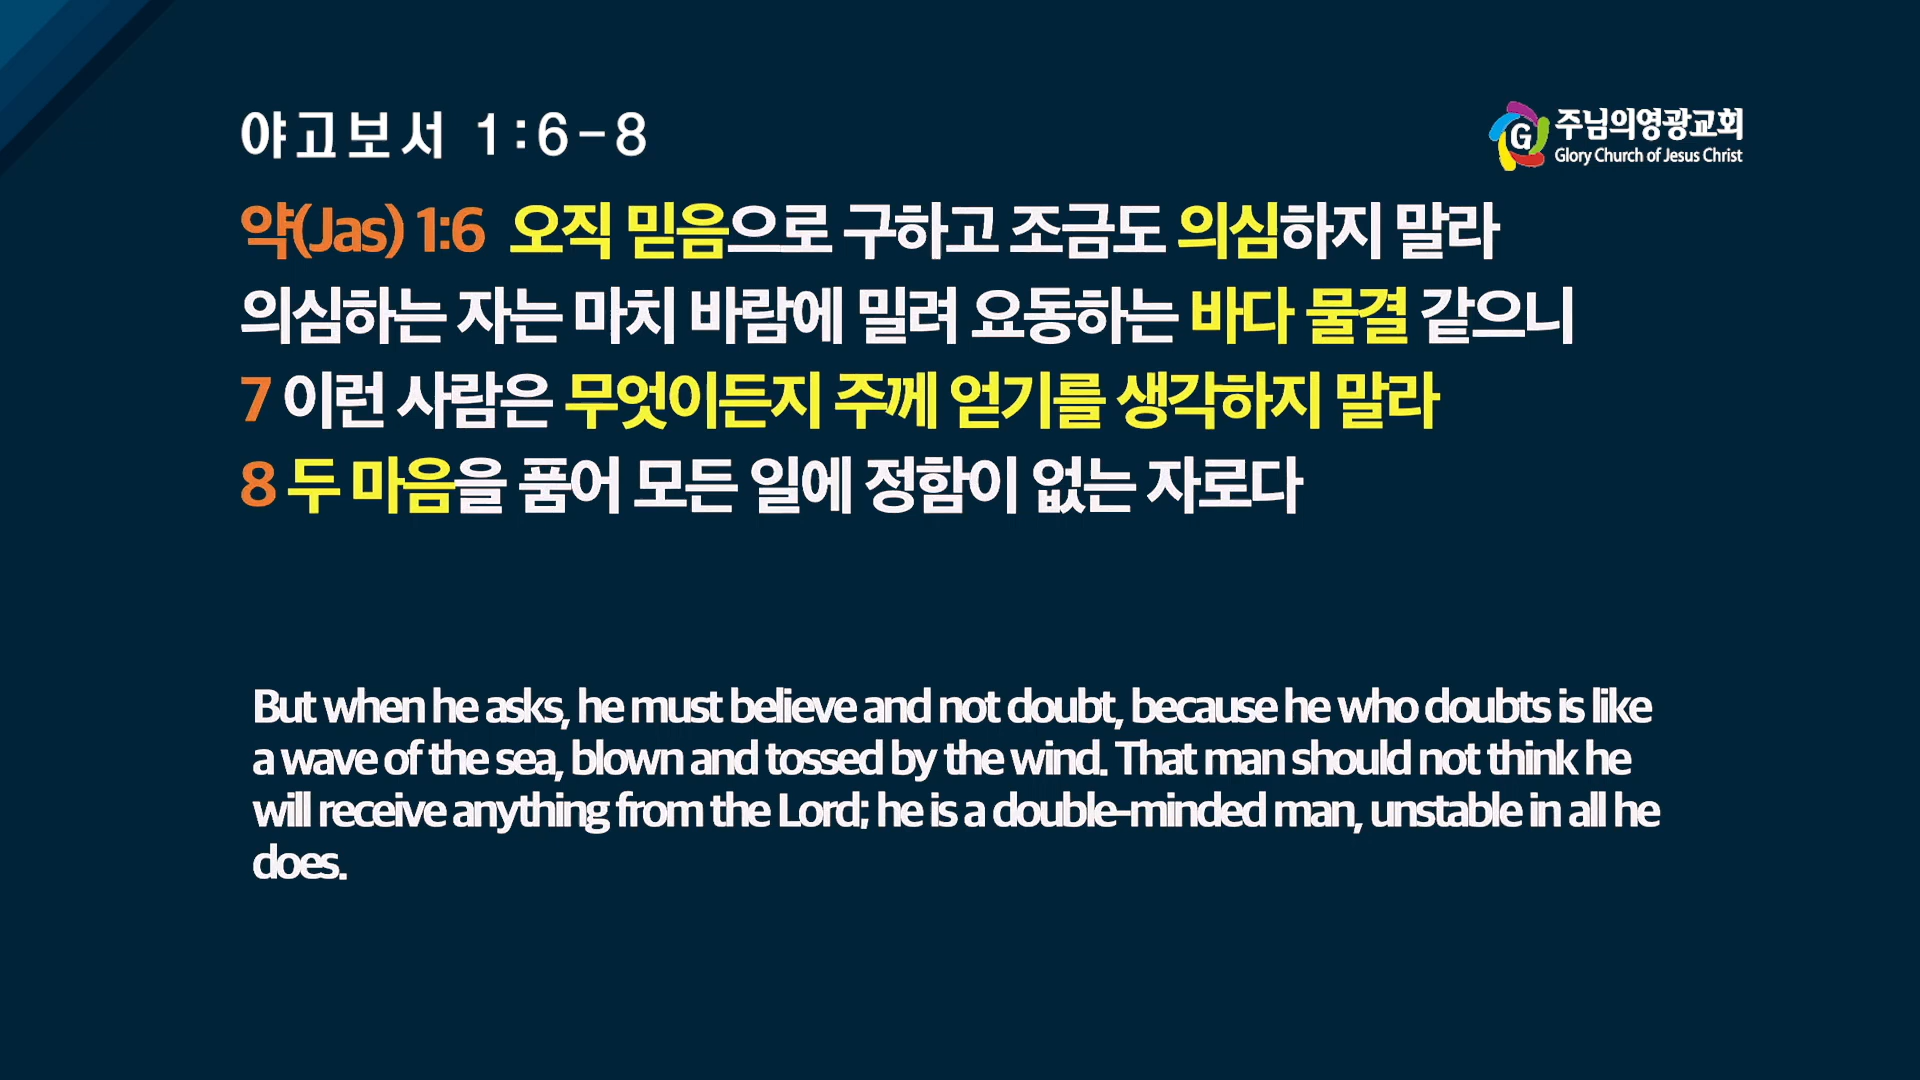 야고보서 1:6-8
주님의영광교회
Glory Church of Jesus Christ
약(Jas) 1:6 오직 믿음으로 구하고 조금도 의심하지 말라
의심하는 자는 마치 바람에 밀려 요동하는 바다 물결 같으니
7 이런 사람은 무엇이든지 주께 얻기를 생각하지 말라
8 두 마음을 품어 모든 일에 정함이 없는 자로다
But when he asks, he must believe and not doubt, because he who doubts is like
a wave of the sea, blown and tossed by the wind. That man should not think he
will receive anything from the Lord; he is a double-minded man, unstable in all he
does.